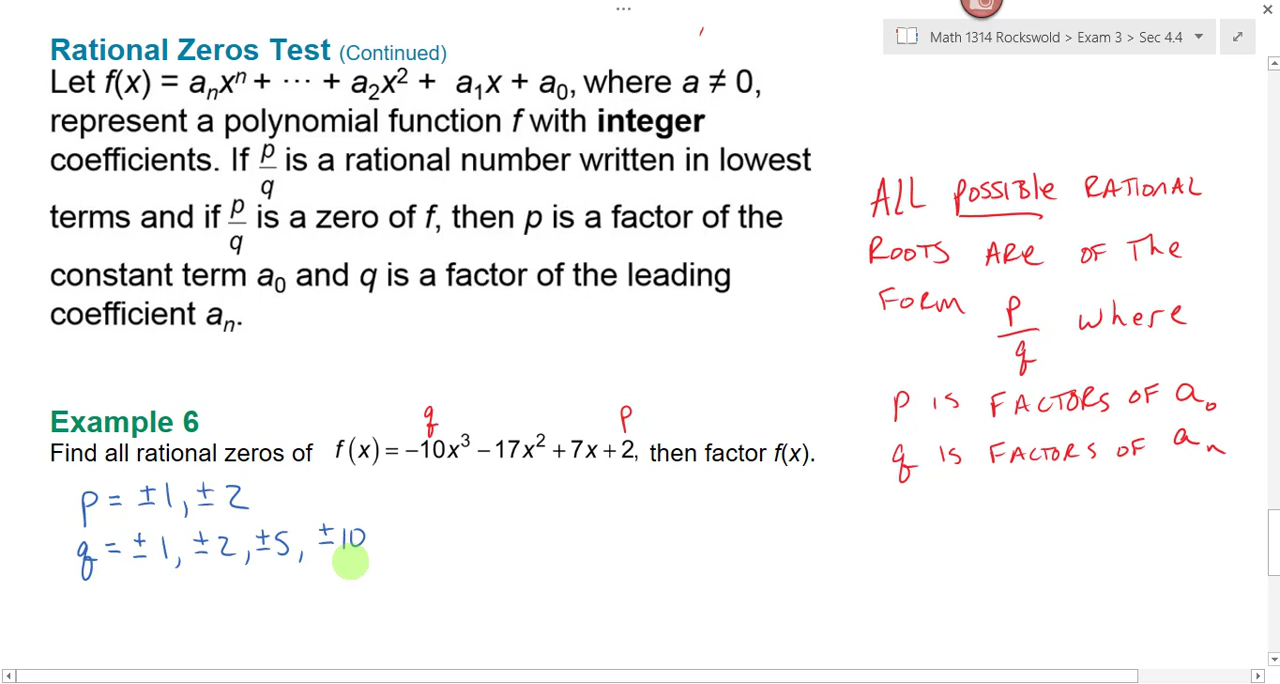 Math 1314 Rockswold > Exam 3 > Sec 4.4
Rational Zeros Test (Continued)
Let f(x) = aₙxⁿ + ⋯ + a₂x² + a₁x + a₀, where a ≠ 0,
represent a polynomial function f with integer
coefficients. If p/q is a rational number written in lowest
terms and if p/q is a zero of f, then p is a factor of the
constant term a₀ and q is a factor of the leading
coefficient aₙ.
ALL POSSIBLE RATIONAL
ROOTS ARE OF THE
FORM p/q where
p IS FACTORS OF a₀
q IS FACTORS OF aₙ
Example 6
q p
Find all rational zeros of f(x) = −10x³ − 17x² + 7x + 2, then factor f(x).
p = ±1, ±2
q = ±1, ±2, ±5, ±10